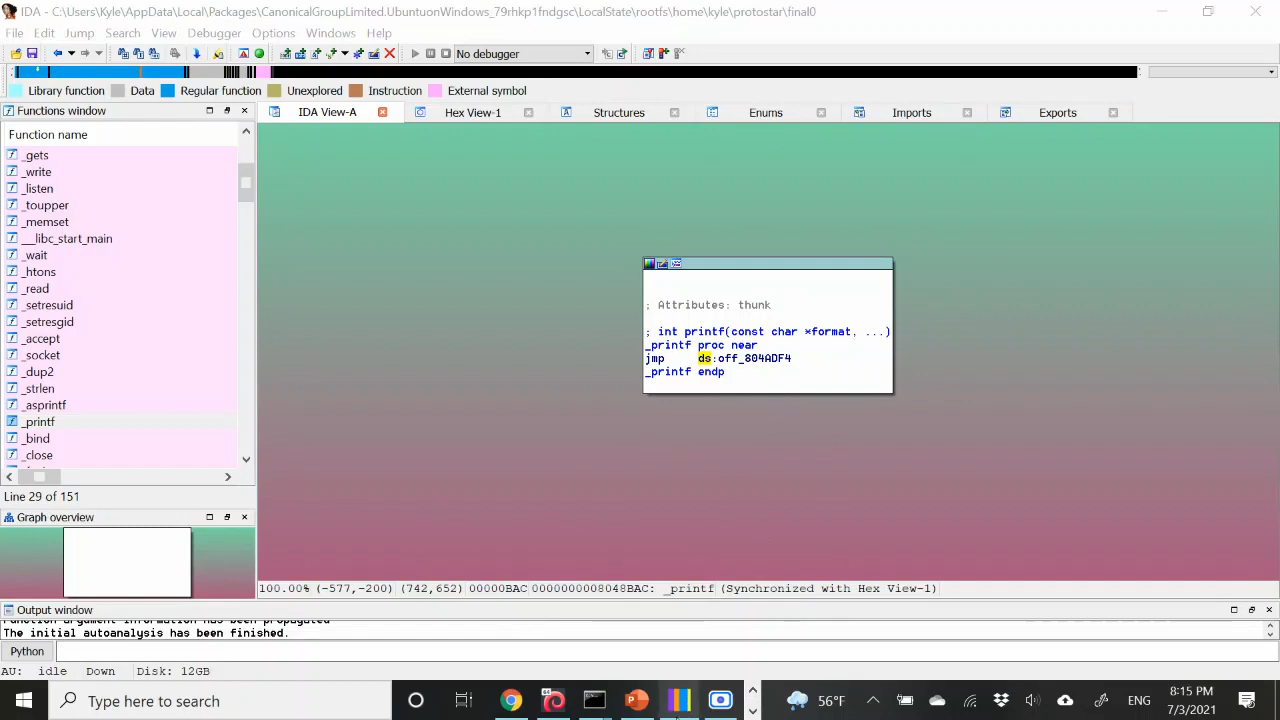 IDA - C:\Users\Kyle\AppData\Local\Packages\CanonicalGroupLimited.UbuntuonWindows_79rhkp1fndgsc\LocalState\rootfs\home\kyle\protostar\final0
File Edit Jump Search View Debugger Options Windows Help
No debugger
Library function Data Regular function Unexplored Instruction External symbol
Functions window
IDA View-A Hex View-1 Structures Enums Imports Exports
Function name
_gets
_write
_listen
_toupper
_memset
___libc_start_main
_wait
_htons
_read
_setresuid
_setresgid
_accept
_socket
_dup2
_strlen
_asprintf
_printf
_bind
_close
Line 29 of 151
Graph overview
; Attributes: thunk
; int printf(const char *format, ...)
_printf proc near
jmp ds:off_804ADF4
_printf endp
100.00% (-577,-200) (742,652) 00000BAC 0000000008048BAC: _printf (Synchronized with Hex View-1)
Output window
Function argument information has been propagated
The initial autoanalysis has been finished.
Python
AU: idle Down Disk: 12GB
Type here to search
56°F
ENG
8:15 PM
7/3/2021